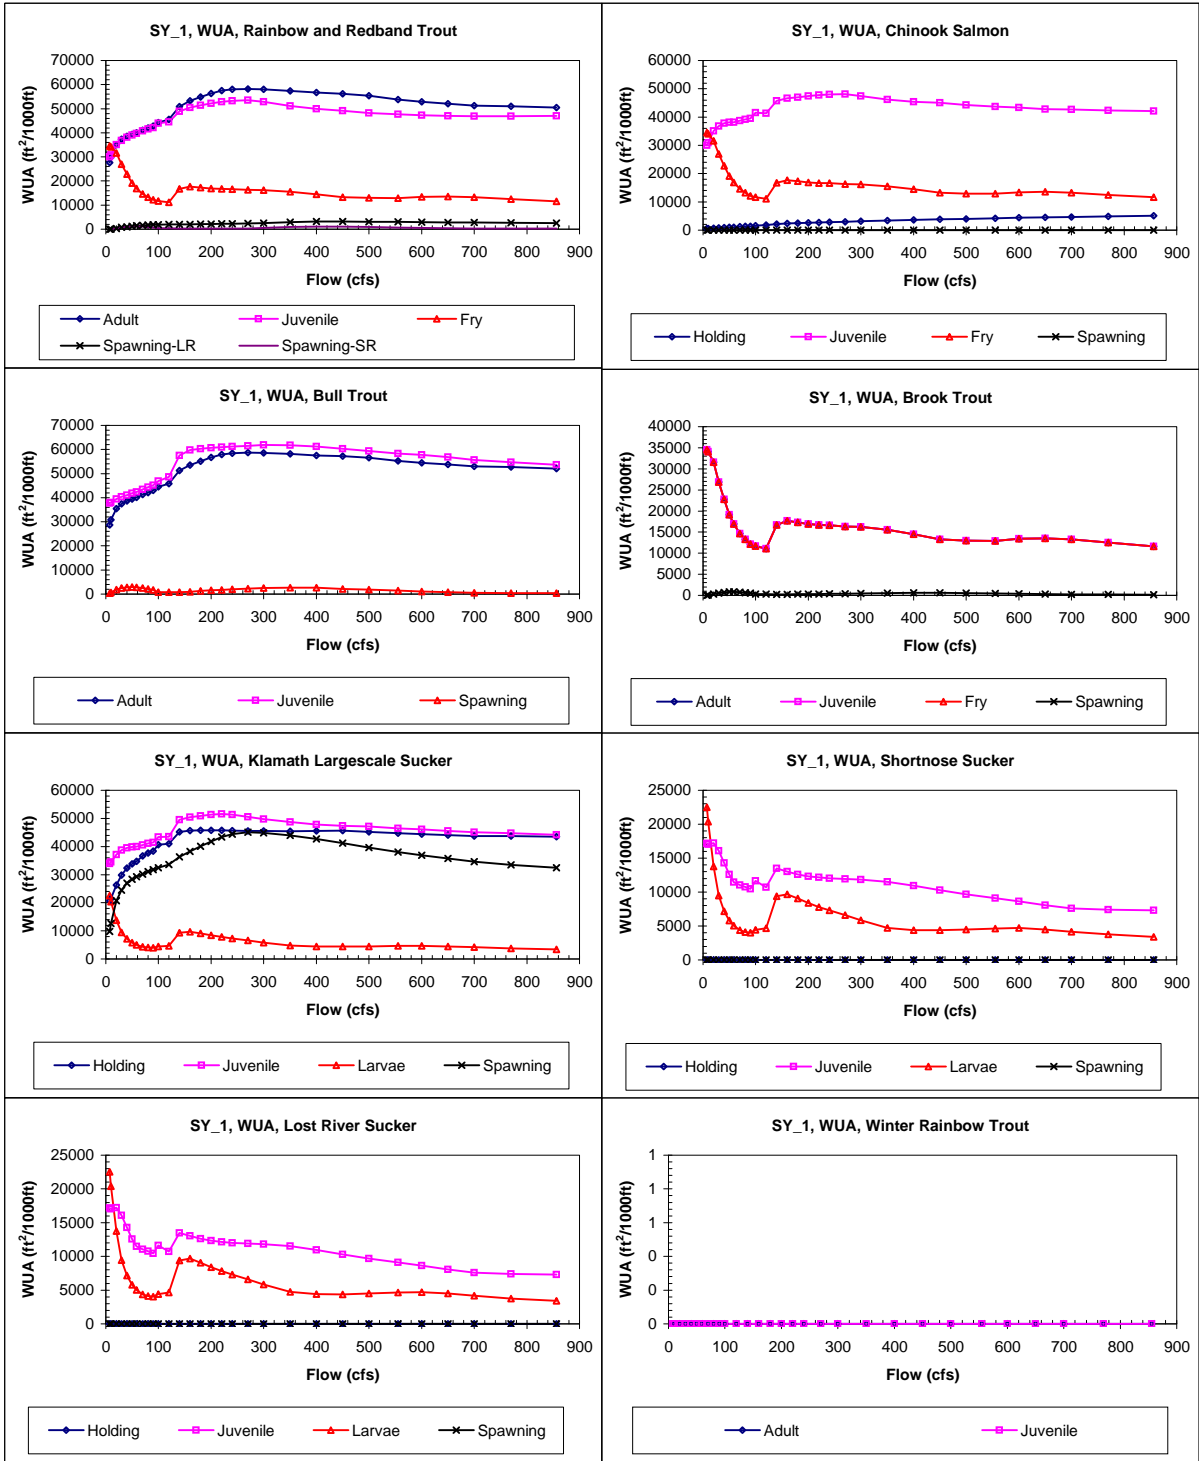 SY_1, WUA, Rainbow and Redband Trout
WUA (ft²/1000ft)
70000
60000
50000
40000
30000
20000
10000
0
0 100 200 300 400 500 600 700 800 900
Flow (cfs)
Adult Juvenile Fry
Spawning-LR Spawning-SR
SY_1, WUA, Chinook Salmon
WUA (ft²/1000ft)
60000
50000
40000
30000
20000
10000
0
0 100 200 300 400 500 600 700 800 900
Flow (cfs)
Holding Juvenile Fry Spawning
SY_1, WUA, Bull Trout
WUA (ft²/1000ft)
70000
60000
50000
40000
30000
20000
10000
0
0 100 200 300 400 500 600 700 800 900
Flow (cfs)
Adult Juvenile Spawning
SY_1, WUA, Brook Trout
WUA (ft²/1000ft)
40000
35000
30000
25000
20000
15000
10000
5000
0
0 100 200 300 400 500 600 700 800 900
Flow (cfs)
Adult Juvenile Fry Spawning
SY_1, WUA, Klamath Largescale Sucker
WUA (ft²/1000ft)
60000
50000
40000
30000
20000
10000
0
0 100 200 300 400 500 600 700 800 900
Flow (cfs)
Holding Juvenile Larvae Spawning
SY_1, WUA, Shortnose Sucker
WUA (ft²/1000ft)
25000
20000
15000
10000
5000
0
0 100 200 300 400 500 600 700 800 900
Flow (cfs)
Holding Juvenile Larvae Spawning
SY_1, WUA, Lost River Sucker
WUA (ft²/1000ft)
25000
20000
15000
10000
5000
0
0 100 200 300 400 500 600 700 800 900
Flow (cfs)
Holding Juvenile Larvae Spawning
SY_1, WUA, Winter Rainbow Trout
WUA (ft²/1000ft)
1
1
1
0
0
0
0 100 200 300 400 500 600 700 800 900
Flow (cfs)
Adult Juvenile